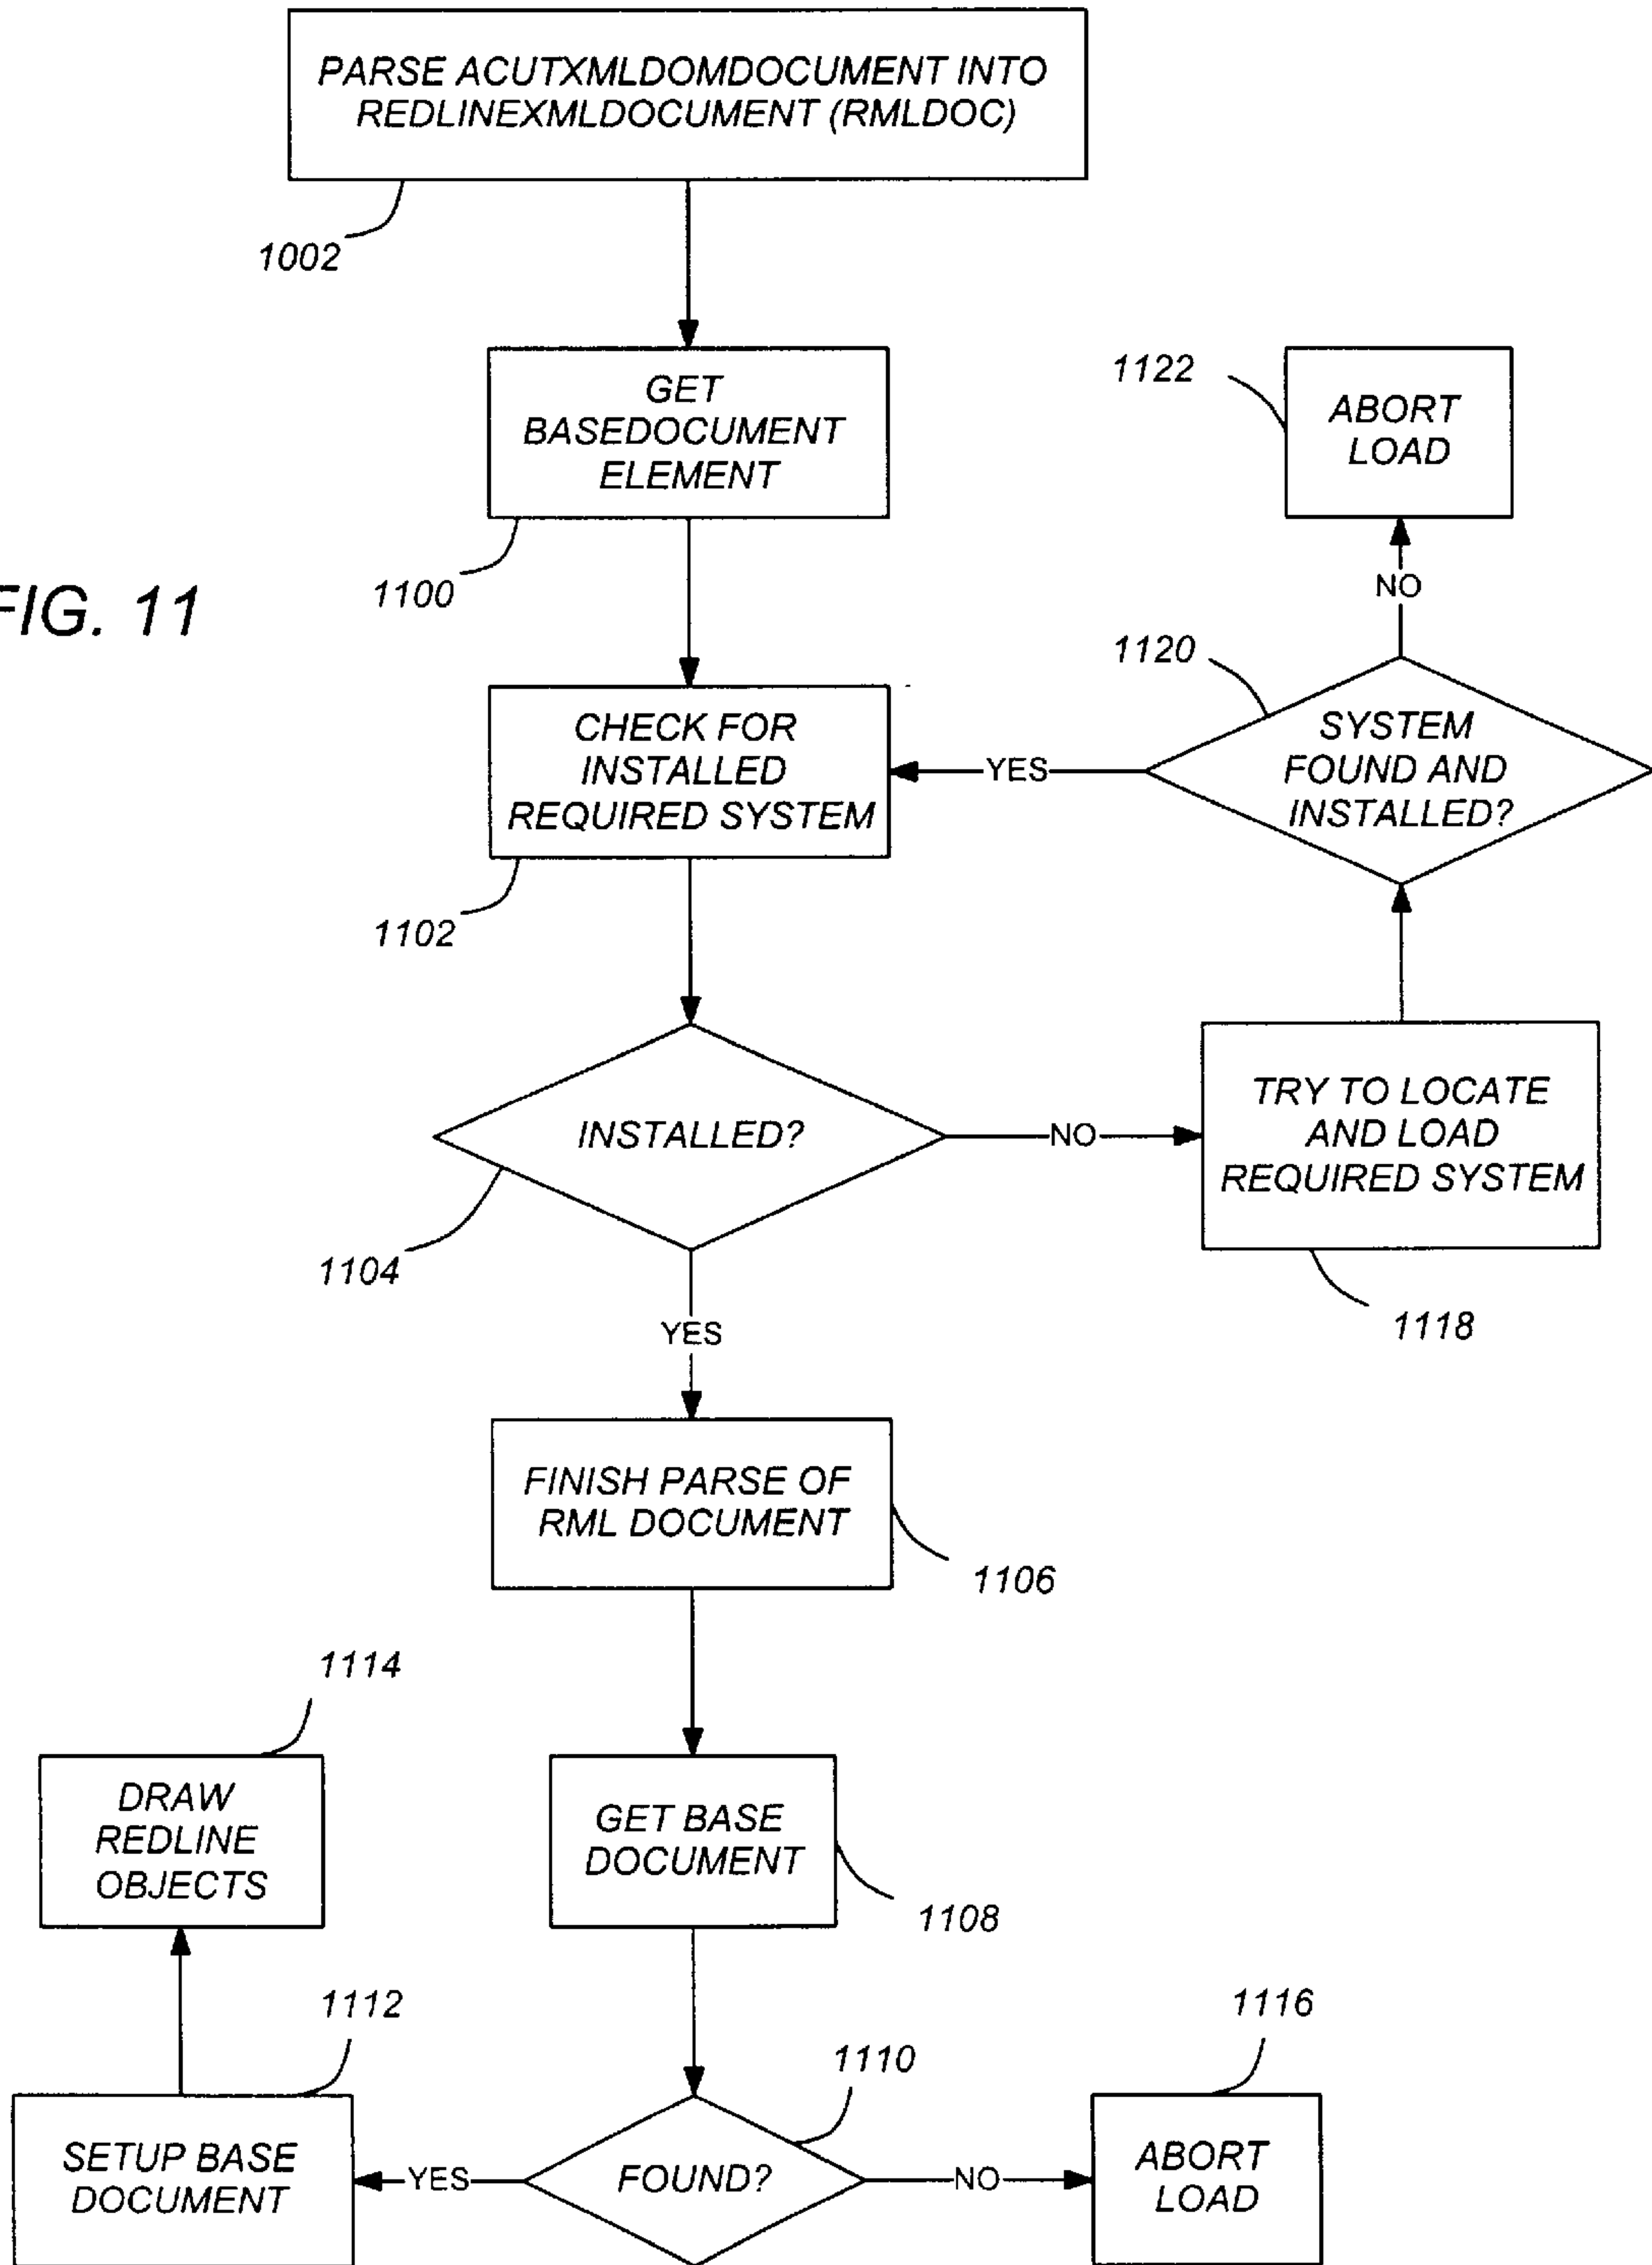 PARSE ACUTXMLDOMDOCUMENT INTO
REDLINEXMLDOCUMENT (RMLDOC)
1002
GET
BASEDOCUMENT
ELEMENT
1100
1122
ABORT
LOAD
NO
FIG. 11
1120
SYSTEM
FOUND AND
INSTALLED?
YES
CHECK FOR
INSTALLED
REQUIRED SYSTEM
1102
INSTALLED?
NO
TRY TO LOCATE
AND LOAD
REQUIRED SYSTEM
1104
1118
YES
FINISH PARSE OF
RML DOCUMENT
1106
1114
DRAW
REDLINE
OBJECTS
GET BASE
DOCUMENT
1108
1112
1116
1110
SETUP BASE
DOCUMENT
YES
FOUND?
NO
ABORT
LOAD